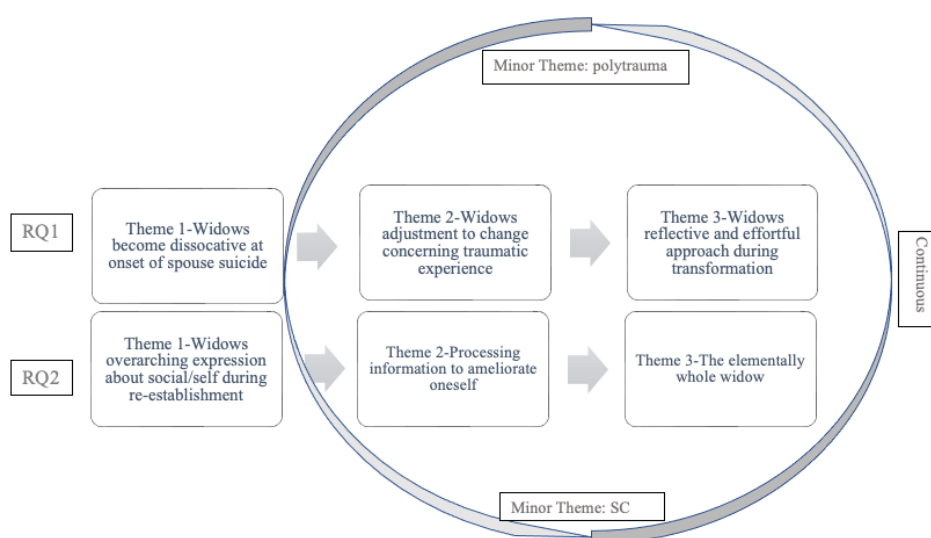 Minor Theme: polytrauma
RQ1
Theme 1-Widows
become dissocative at
onset of spouse suicide
Theme 2-Widows
adjustment to change
concerning traumatic
experience
Theme 3-Widows
reflective and effortful
approach during
transformation
Continuous
RQ2
Theme 1-Widows
overarching expression
about social/self during
re-establishment
Theme 2-Processing
information to ameliorate
oneself
Theme 3-The elementally
whole widow
Minor Theme: SC